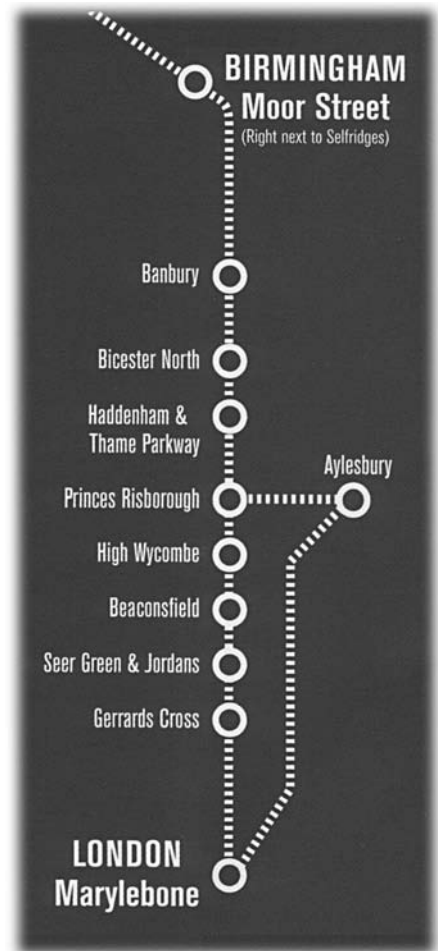 BIRMINGHAM
Moor Street
(Right next to Selfridges)
Banbury
Bicester North
Haddenham &
Thame Parkway
Aylesbury
Princes Risborough
High Wycombe
Beaconsfield
Seer Green & Jordans
Gerrards Cross
LONDON
Marylebone